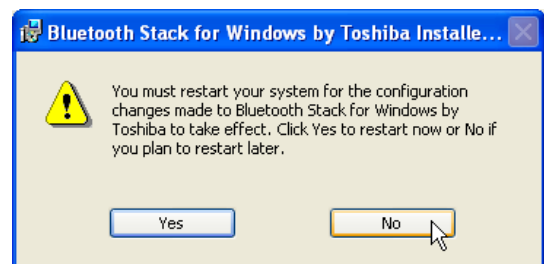 Bluetooth Stack for Windows by Toshiba Installe...
You must restart your system for the configuration
changes made to Bluetooth Stack for Windows by
Toshiba to take effect. Click Yes to restart now or No if
you plan to restart later.
Yes
No